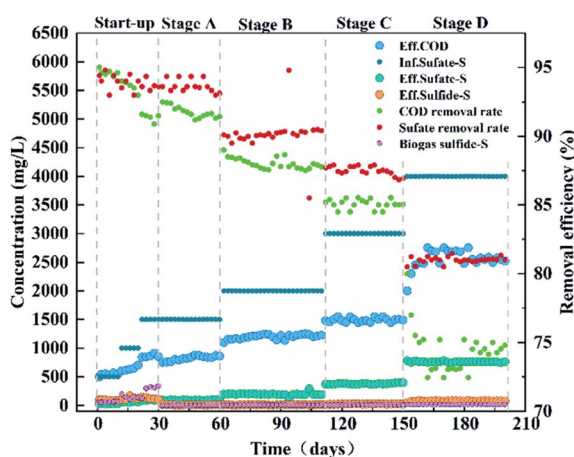 Start-up Stage A Stage B Stage C Stage D
Eff.COD
Inf.Sufate-S
Eff.Sufate-S
Eff.Sulfide-S
COD removal rate
Sufate removal rate
Biogas sulfide-S
Concentration (mg/L)
6500
6000
5500
5000
4500
4000
3500
3000
2500
2000
1500
1000
500
0
Removal efficiency (%)
95
90
85
80
75
70
0 30 60 90 120 150 180 210
Time (days)